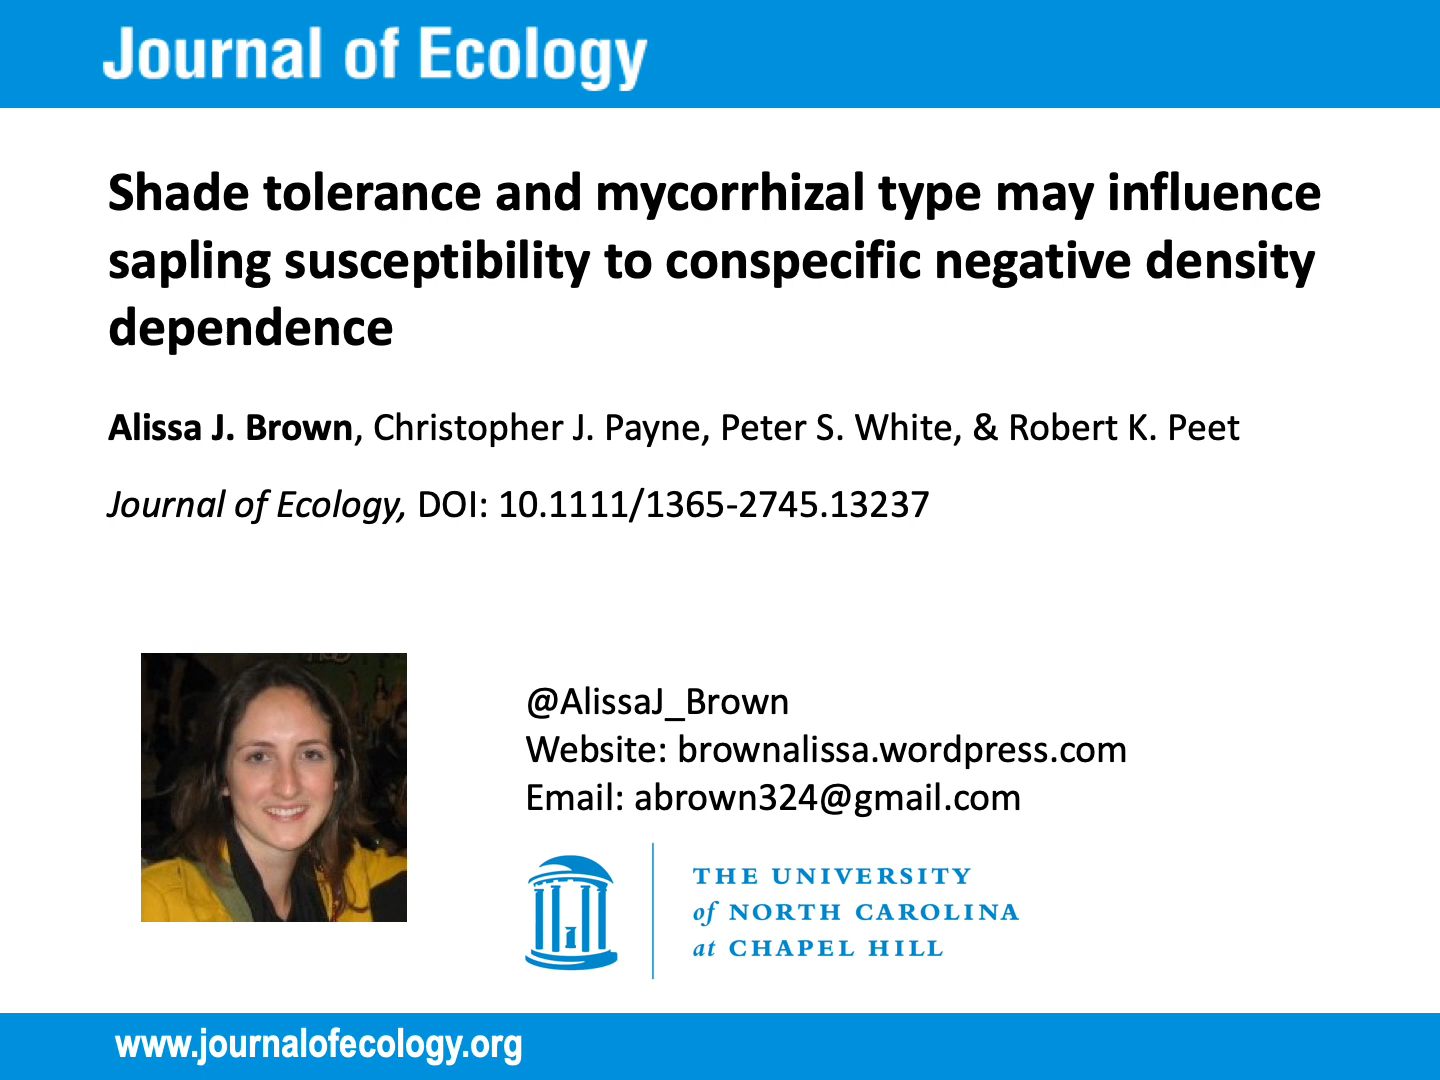 Journal of Ecology
Shade tolerance and mycorrhizal type may influence
sapling susceptibility to conspecific negative density
dependence
Alissa J. Brown, Christopher J. Payne, Peter S. White, & Robert K. Peet
Journal of Ecology, DOI: 10.1111/1365-2745.13237
@AlissaJ_Brown
Website: brownalissa.wordpress.com
Email: abrown324@gmail.com
THE UNIVERSITY
of NORTH CAROLINA
at CHAPEL HILL
www.journalofecology.org